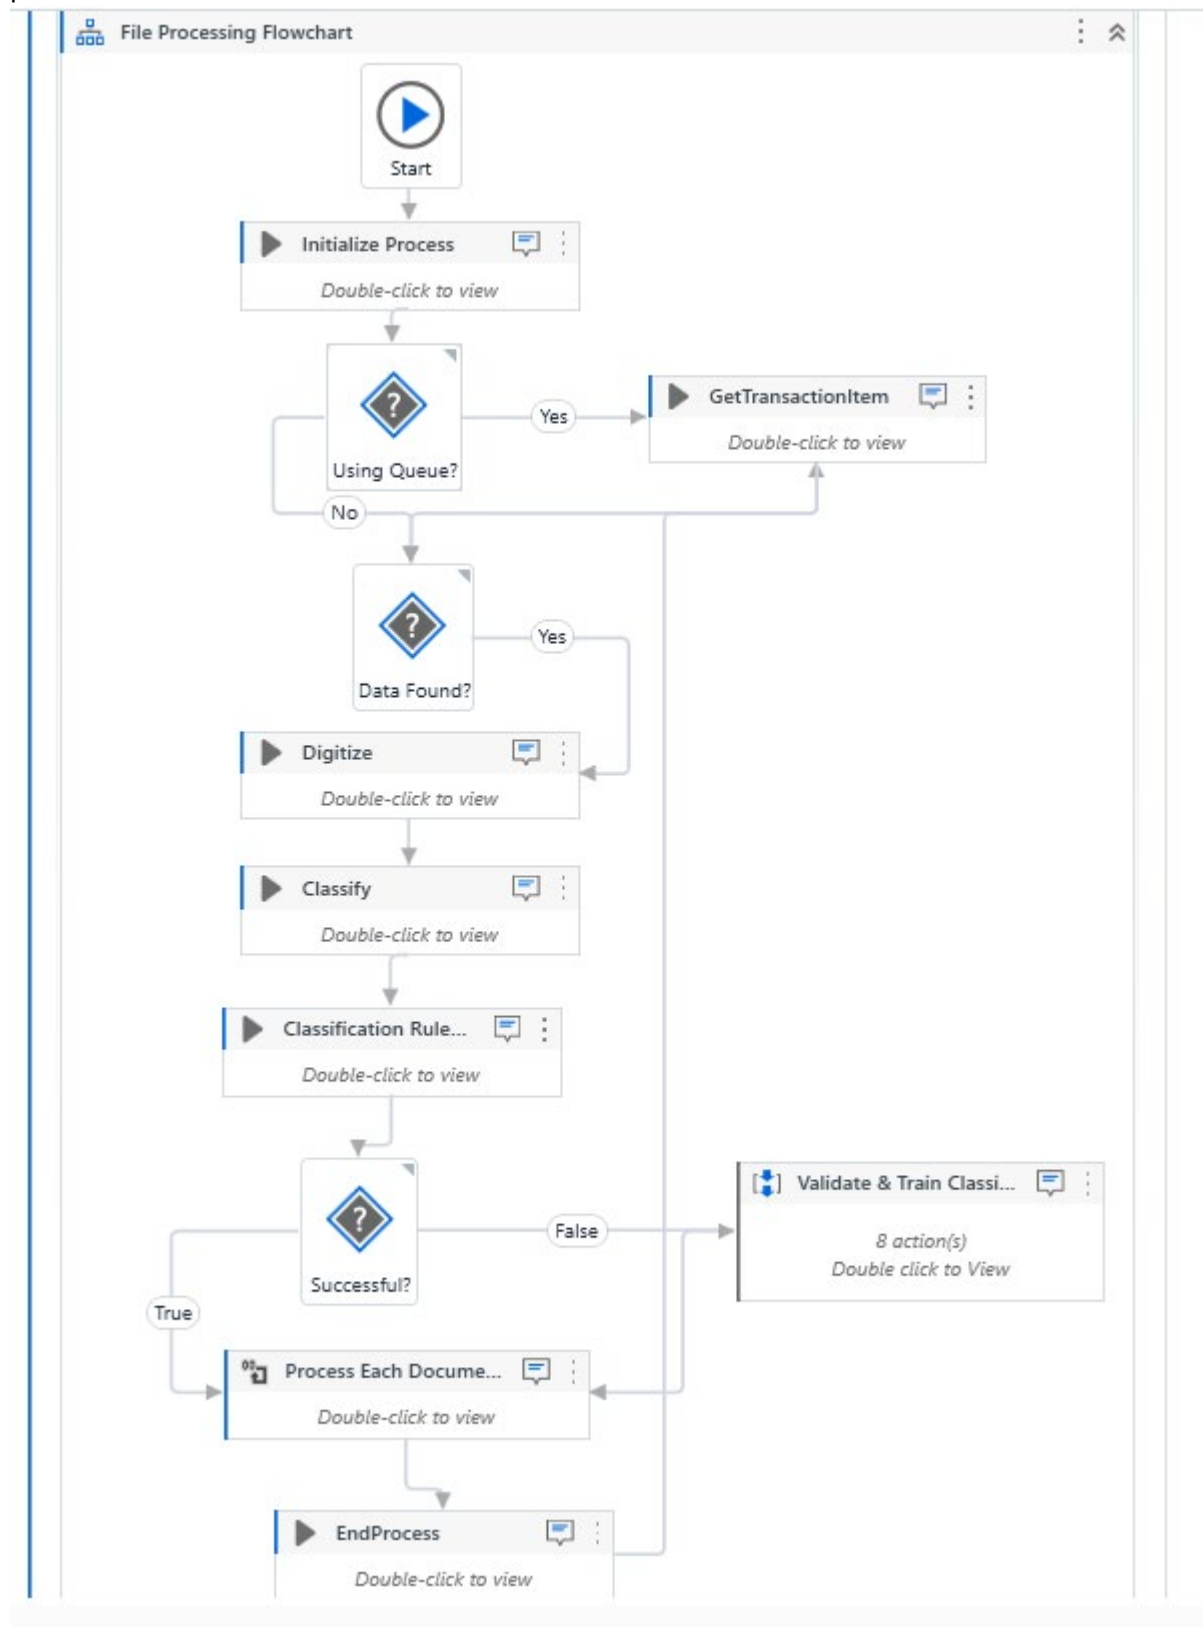 File Processing Flowchart
Start
Initialize Process
Double-click to view
?
Using Queue?
Yes
GetTransactionItem
Double-click to view
No
?
Data Found?
Yes
Digitize
Double-click to view
Classify
Double-click to view
Classification Rule...
Double-click to view
?
Successful?
False
Validate & Train Classi...
8 action(s)
Double click to View
True
Process Each Docume...
Double-click to view
EndProcess
Double-click to view